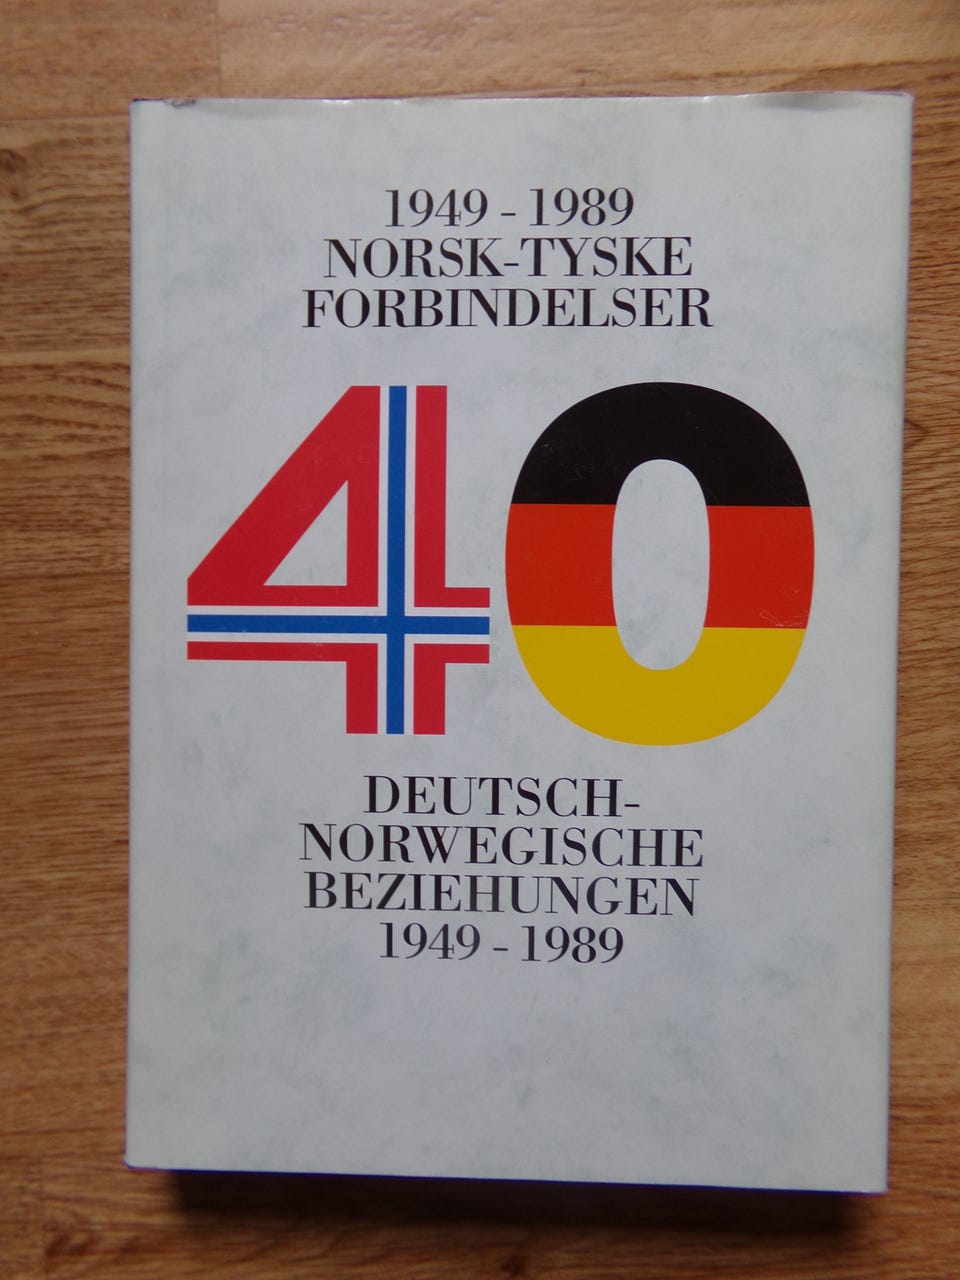 1949 - 1989
NORSK-TYSKE
FORBINDELSER
40
DEUTSCH-
NORWEGISCHE
BEZIEHUNGEN
1949 - 1989